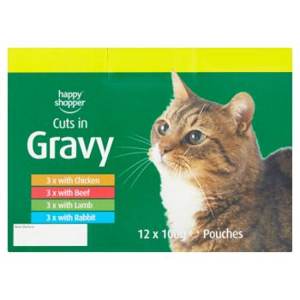 happy
shopper
Cuts in
Gravy
3 x with Chicken
3 x with Beef
3 x with Lamb
3 x with Rabbit
12 x 100g Pouches